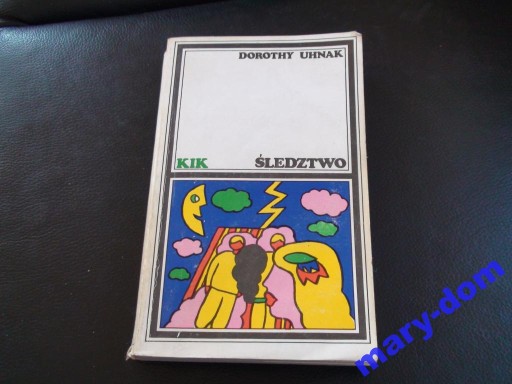 DOROTHY UHNAK
KIK ŚLEDZTWO
mary-dom